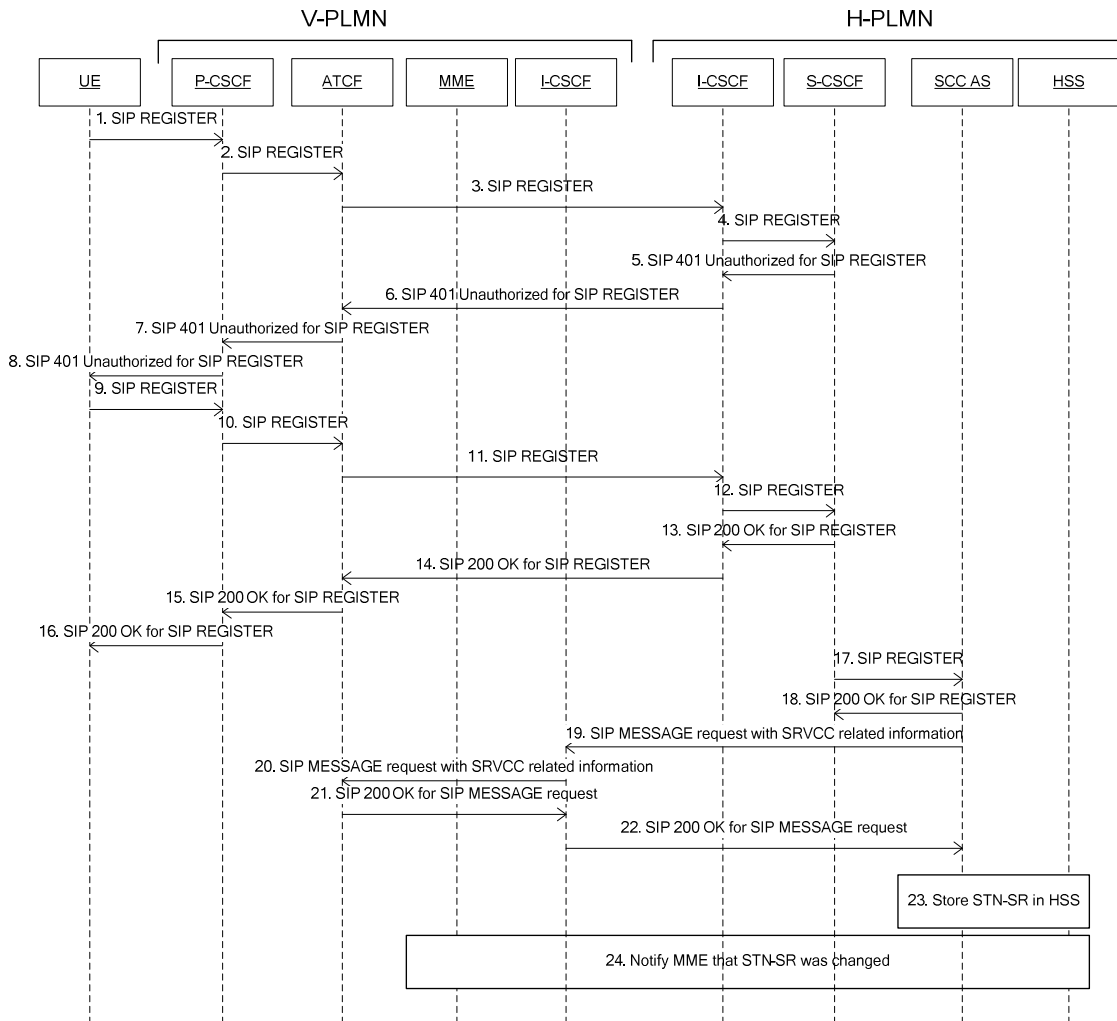 V-PLMN
H-PLMN
UE
P-CSCF
ATCF
MME
I-CSCF
I-CSCF
S-CSCF
SCC AS
HSS
1. SIP REGISTER
2. SIP REGISTER
3. SIP REGISTER
4. SIP REGISTER
5. SIP 401 Unauthorized for SIP REGISTER
6. SIP 401 Unauthorized for SIP REGISTER
7. SIP 401 Unauthorized for SIP REGISTER
8. SIP 401 Unauthorized for SIP REGISTER
9. SIP REGISTER
10. SIP REGISTER
11. SIP REGISTER
12. SIP REGISTER
13. SIP 200 OK for SIP REGISTER
14. SIP 200 OK for SIP REGISTER
15. SIP 200 OK for SIP REGISTER
16. SIP 200 OK for SIP REGISTER
17. SIP REGISTER
18. SIP 200 OK for SIP REGISTER
19. SIP MESSAGE request with SRVCC related information
20. SIP MESSAGE request with SRVCC related information
21. SIP 200 OK for SIP MESSAGE request
22. SIP 200 OK for SIP MESSAGE request
23. Store STN-SR in HSS
24. Notify MME that STN-SR was changed